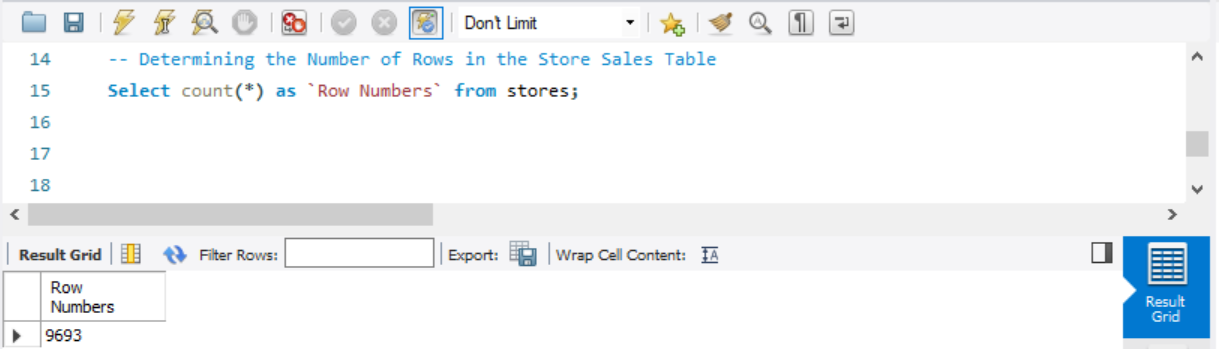 Don't Limit
14 -- Determining the Number of Rows in the Store Sales Table
15 Select count(*) as `Row Numbers` from stores;
16
17
18
Result Grid Filter Rows: Export: Wrap Cell Content: IA
Row
Numbers
9693
Result
Grid